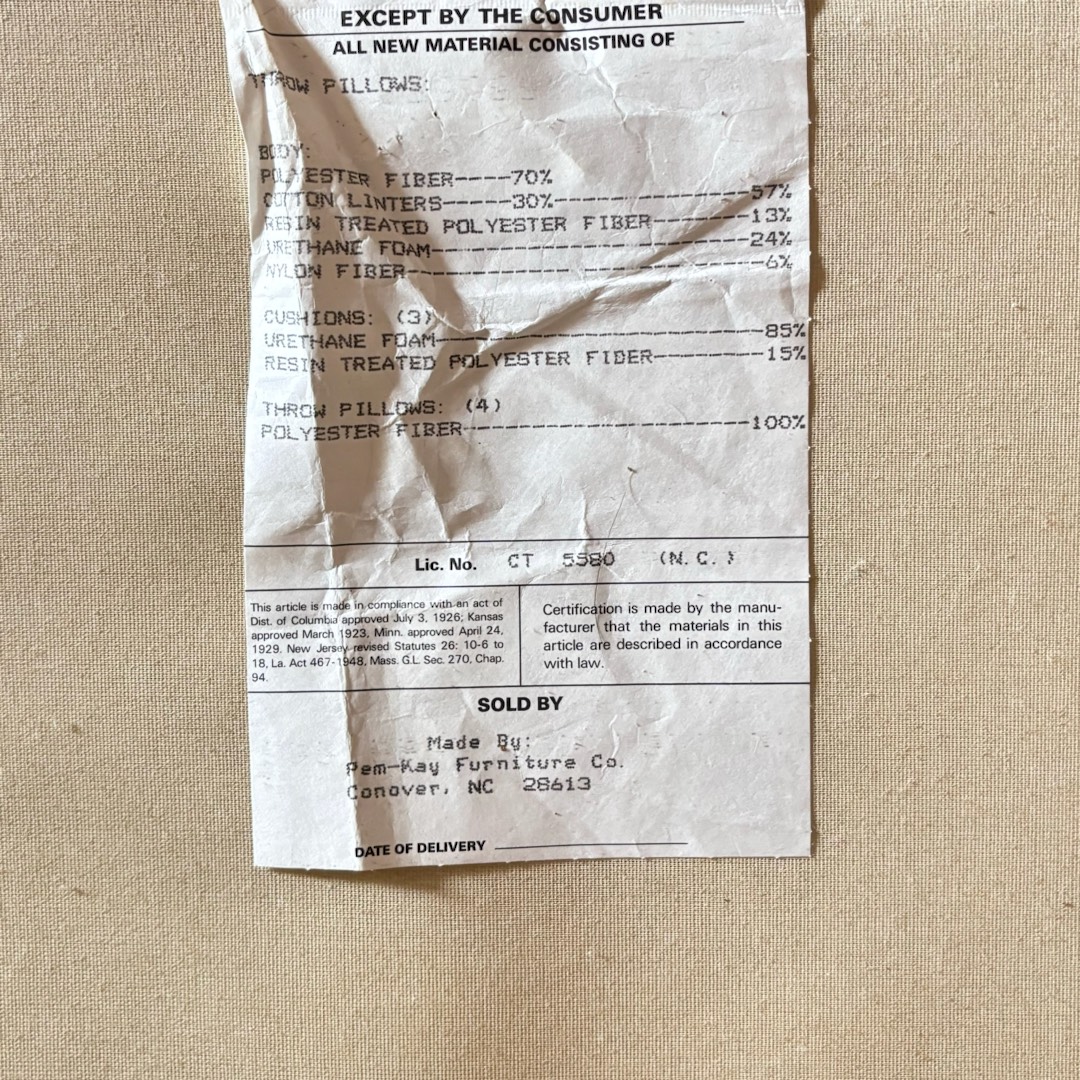 EXCEPT BY THE CONSUMER
ALL NEW MATERIAL CONSISTING OF
THROW PILLOWS:
BODY:
POLYESTER FIBER----70%
COTTON LINTERS-----30%--------------------57%
RESIN TREATED POLYESTER FIBER----------13%
URETHANE FOAM--------------------------------24%
NYLON FIBER-----------------------------------6%
CUSHIONS: (3)
URETHANE FOAM--------------------------------85%
RESIN TREATED POLYESTER FIBER-----------15%
THROW PILLOWS: (4)
POLYESTER FIBER-----------------------------100%
Lic. No. CT 5580 (N.C.)
This article is made in compliance with an act of
Dist. of Columbia approved July 3, 1926; Kansas
approved March 1923, Minn. approved April 24,
1929, New Jersey revised Statutes 26: 10-6 to
18, La. Act 467-1948, Mass. G.L. Sec. 270, Chap.
94.
Certification is made by the manu-
facturer that the materials in this
article are described in accordance
with law.
SOLD BY
Made By:
Pem-Kay Furniture Co.
Conover, NC 28613
DATE OF DELIVERY